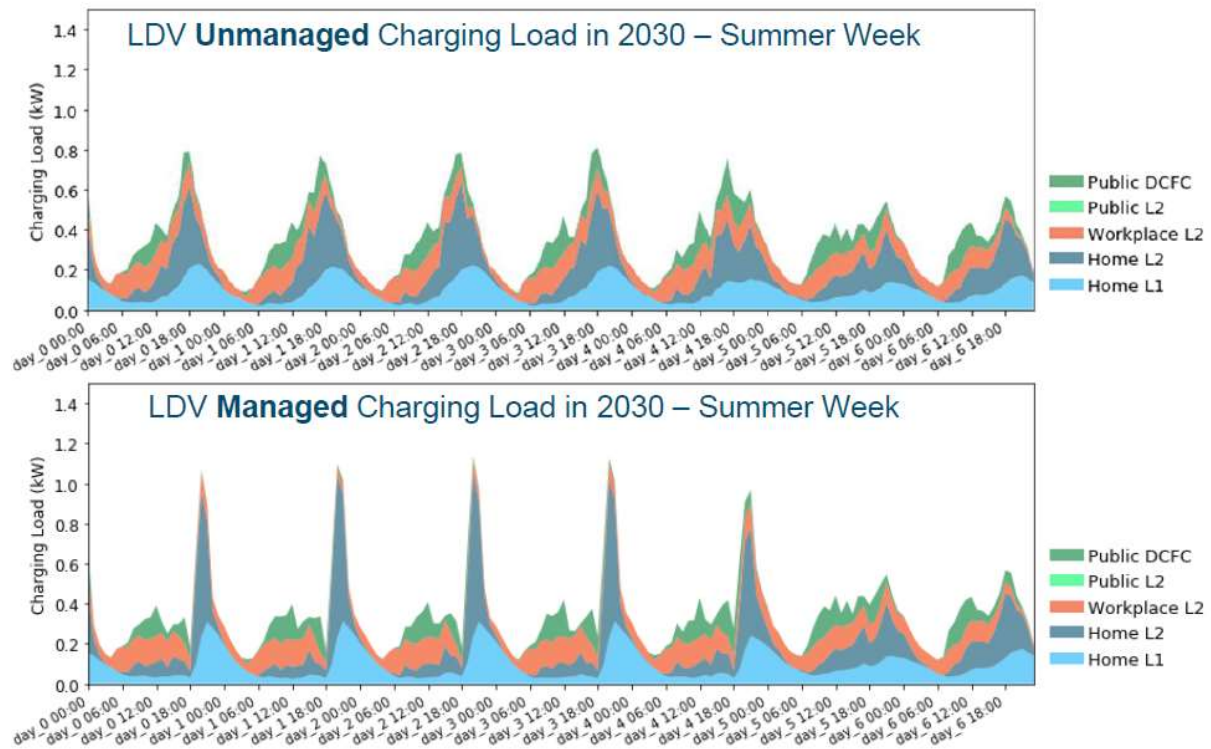 LDV Unmanaged Charging Load in 2030 – Summer Week
Charging Load (kW)
1.4
1.2
1.0
0.8
0.6
0.4
0.2
0.0
day_0 00:00
day_0 06:00
day_0 12:00
day_0 18:00
day_1 00:00
day_1 06:00
day_1 12:00
day_1 18:00
day_2 00:00
day_2 06:00
day_2 12:00
day_2 18:00
day_3 00:00
day_3 06:00
day_3 12:00
day_3 18:00
day_4 00:00
day_4 06:00
day_4 12:00
day_4 18:00
day_5 00:00
day_5 06:00
day_5 12:00
day_5 18:00
day_6 00:00
day_6 06:00
day_6 12:00
day_6 18:00
Public DCFC
Public L2
Workplace L2
Home L2
Home L1
LDV Managed Charging Load in 2030 – Summer Week
Charging Load (kW)
1.4
1.2
1.0
0.8
0.6
0.4
0.2
0.0
day_0 00:00
day_0 06:00
day_0 12:00
day_0 18:00
day_1 00:00
day_1 06:00
day_1 12:00
day_1 18:00
day_2 00:00
day_2 06:00
day_2 12:00
day_2 18:00
day_3 00:00
day_3 06:00
day_3 12:00
day_3 18:00
day_4 00:00
day_4 06:00
day_4 12:00
day_4 18:00
day_5 00:00
day_5 06:00
day_5 12:00
day_5 18:00
day_6 00:00
day_6 06:00
day_6 12:00
day_6 18:00
Public DCFC
Public L2
Workplace L2
Home L2
Home L1